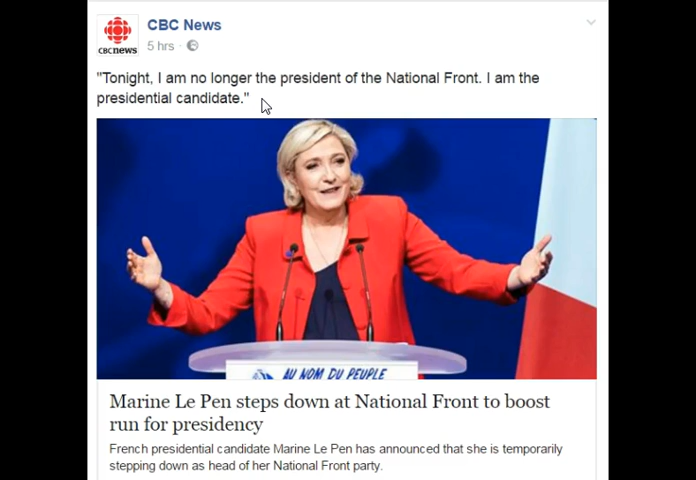 CBC News
cbcnews
5 hrs ·
"Tonight, I am no longer the president of the National Front. I am the
presidential candidate."
AU NOM DU PEUPLE
Marine Le Pen steps down at National Front to boost
run for presidency
French presidential candidate Marine Le Pen has announced that she is temporarily
stepping down as head of her National Front party.